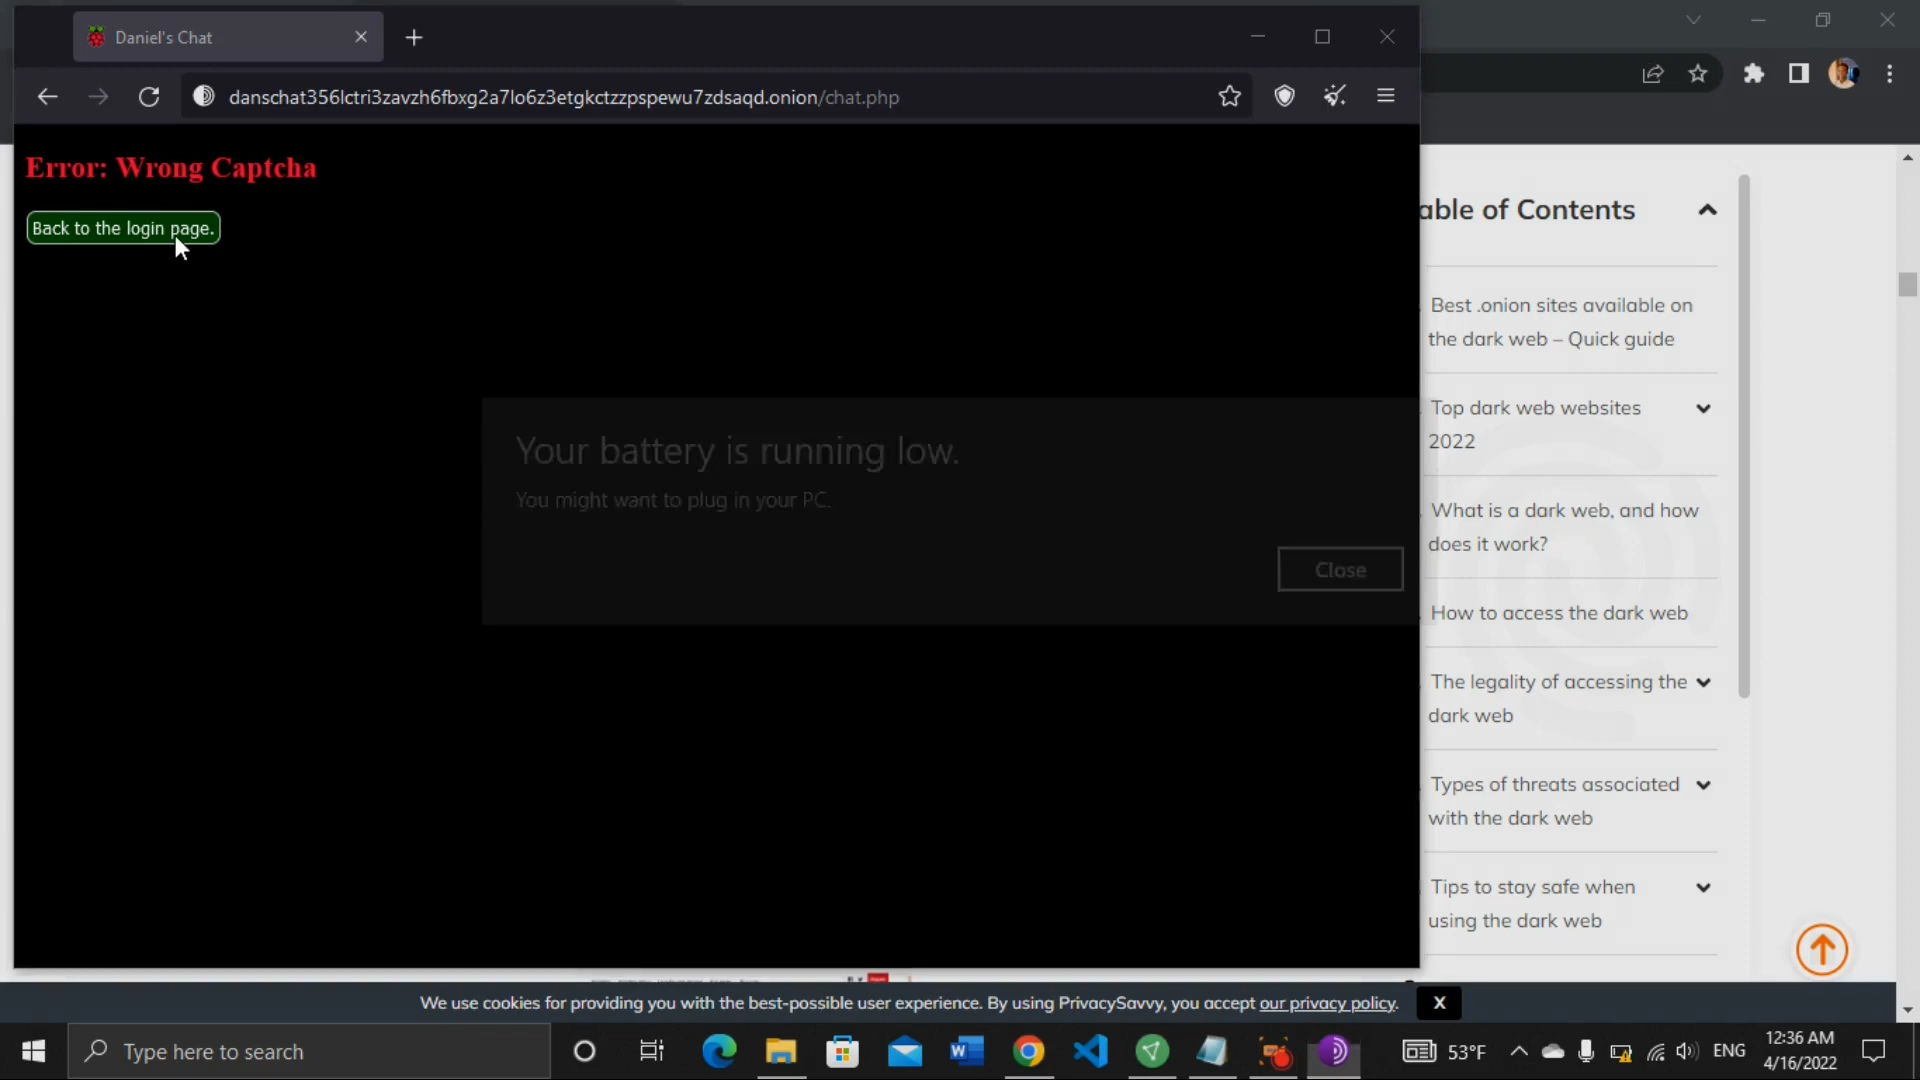 Daniel's Chat
danschat356lctri3zavzh6fbxg2a7lo6z3etgkctzzpspewu7zdsaqd.onion/chat.php
Error: Wrong Captcha
Back to the login page.
Your battery is running low.
You might want to plug in your PC.
Close
able of Contents
Best .onion sites available on
the dark web – Quick guide
Top dark web websites
2022
What is a dark web, and how
does it work?
How to access the dark web
The legality of accessing the
dark web
Types of threats associated
with the dark web
Tips to stay safe when
using the dark web
We use cookies for providing you with the best-possible user experience. By using PrivacySavvy, you accept our privacy policy.
X
Type here to search
53°F
ENG
12:36 AM
4/16/2022